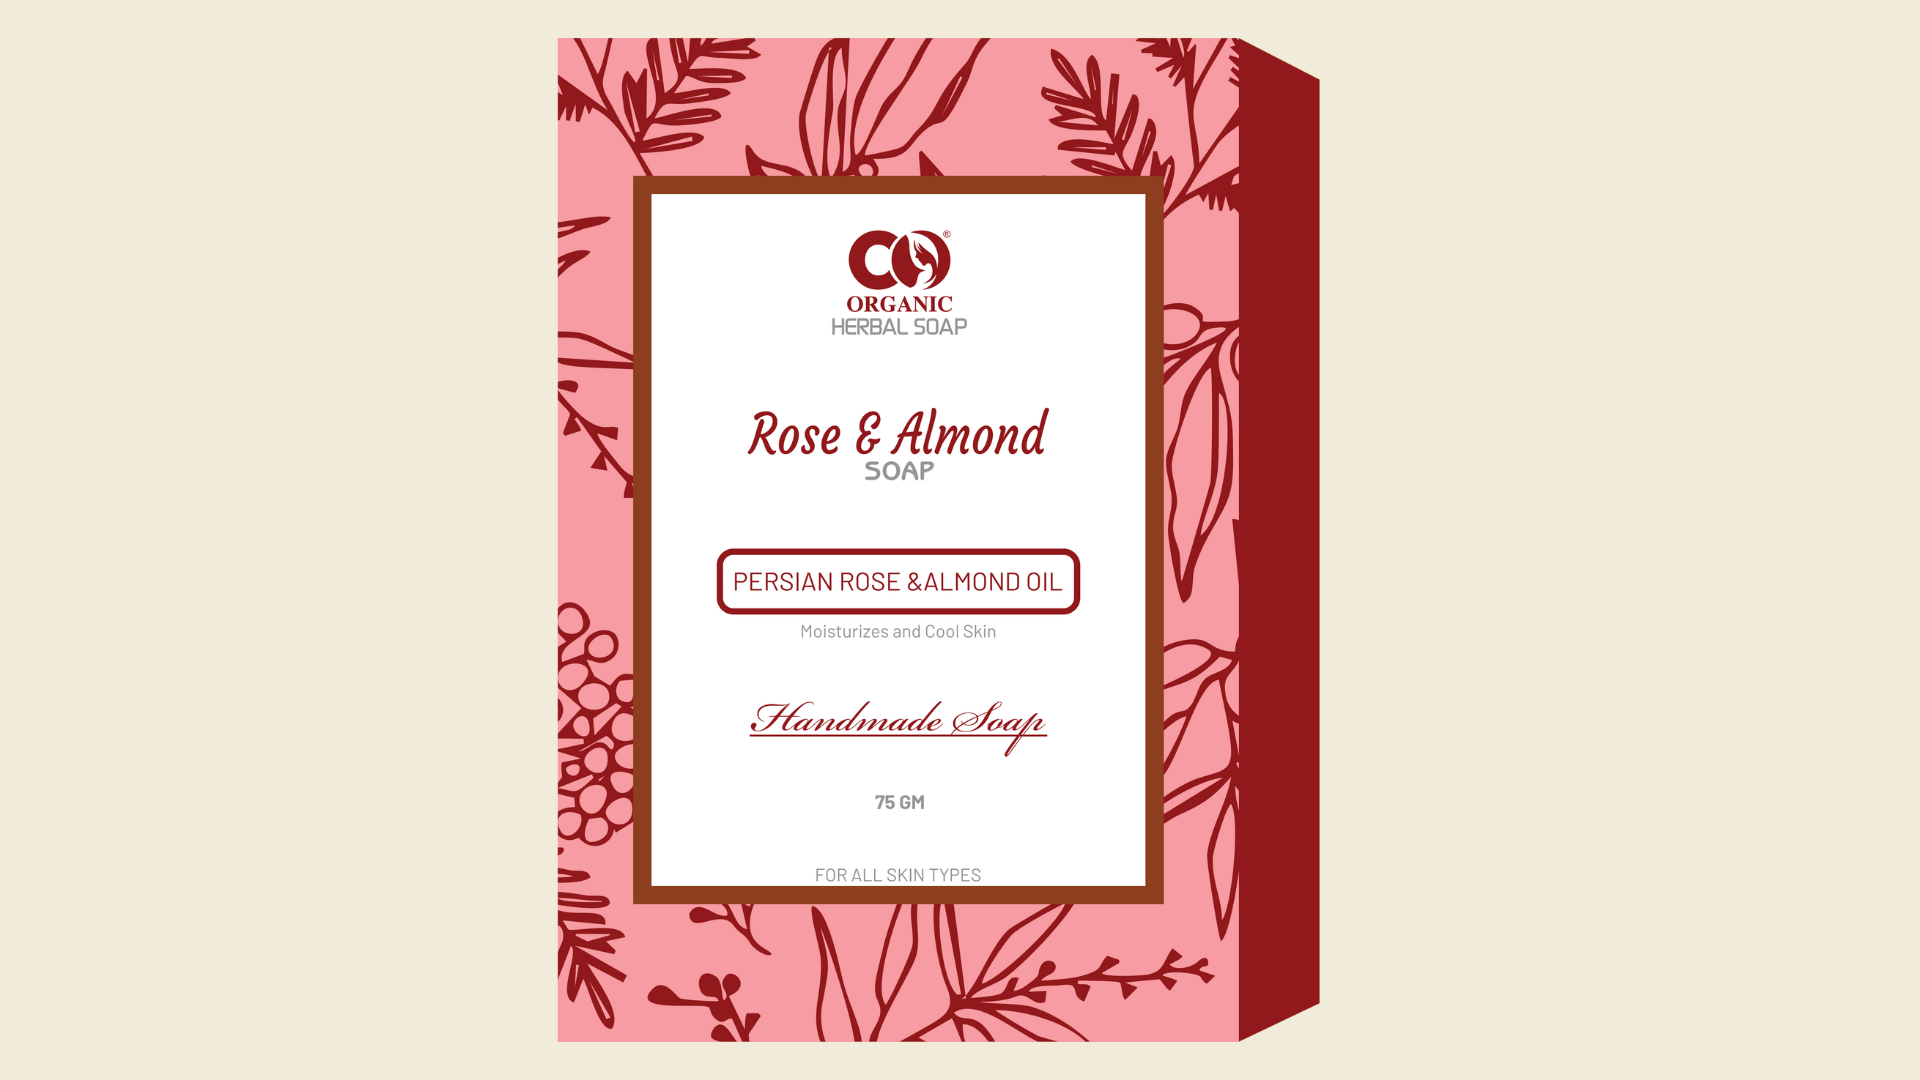 CO®
ORGANIC
HERBAL SOAP
Rose & Almond
SOAP
PERSIAN ROSE &ALMOND OIL
Moisturizes and Cool Skin
Handmade Soap
75 GM
FOR ALL SKIN TYPES